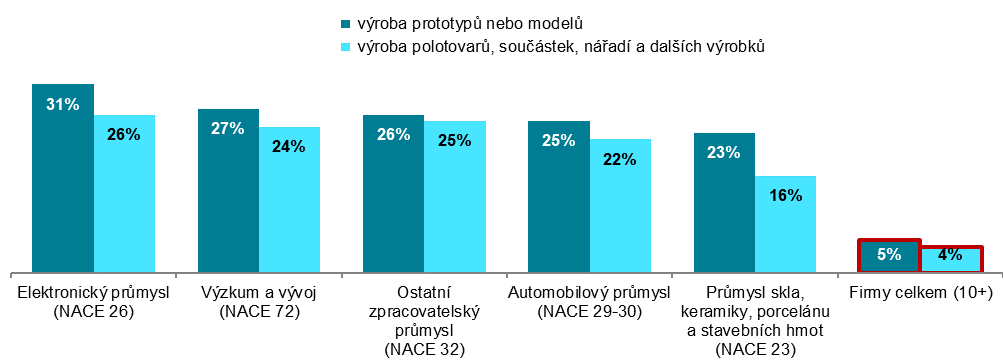 výroba prototypů nebo modelů
výroba polotovarů, součástek, nářadí a dalších výrobků
31%
26%
27%
24%
26%
25%
25%
22%
23%
16%
5%
4%
Elektronický průmysl
(NACE 26)
Výzkum a vývoj
(NACE 72)
Ostatní
zpracovatelský
průmysl
(NACE 32)
Automobilový průmysl
(NACE 29-30)
Průmysl skla,
keramiky, porcelánu
a stavebních hmot
(NACE 23)
Firmy celkem (10+)